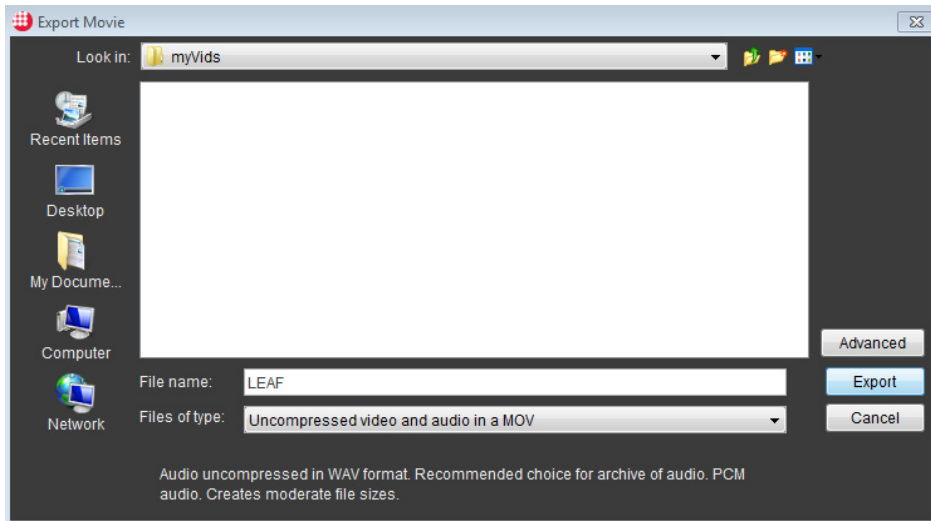 Export Movie
Look in:
myVids
Recent Items
Desktop
My Docume...
Computer
Network
Advanced
File name:
LEAF
Export
Files of type:
Uncompressed video and audio in a MOV
Cancel
Audio uncompressed in WAV format. Recommended choice for archive of audio. PCM
audio. Creates moderate file sizes.